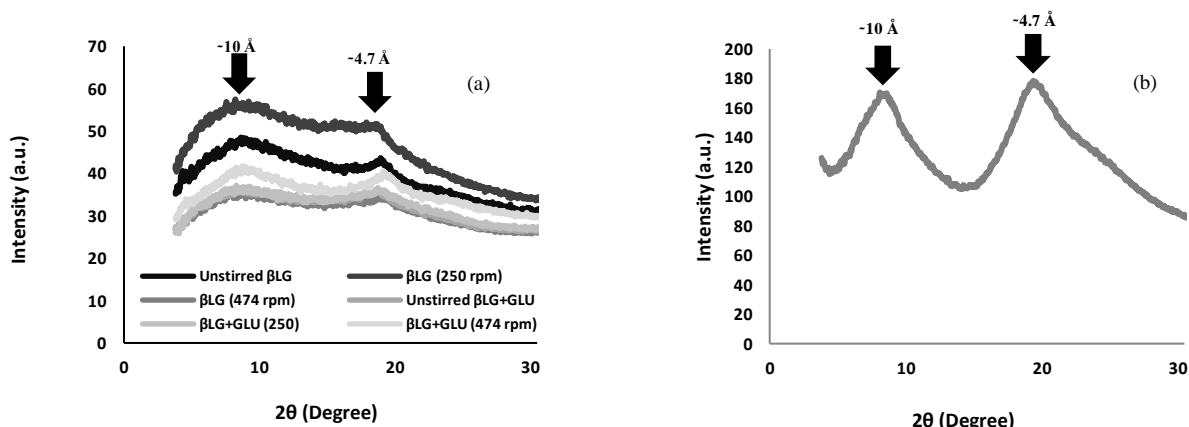 ~10 Å
~4.7 Å
(a)
70
60
50
40
30
20
10
0
Intensity (a.u.)
Unstirred βLG
βLG (250 rpm)
βLG (474 rpm)
Unstirred βLG+GLU
βLG+GLU (250)
βLG+GLU (474 rpm)
0 10 20 30
2θ (Degree)
~10 Å
~4.7 Å
(b)
200
180
160
140
120
100
80
60
40
20
0
Intensity (a.u.)
0 10 20 30
2θ (Degree)